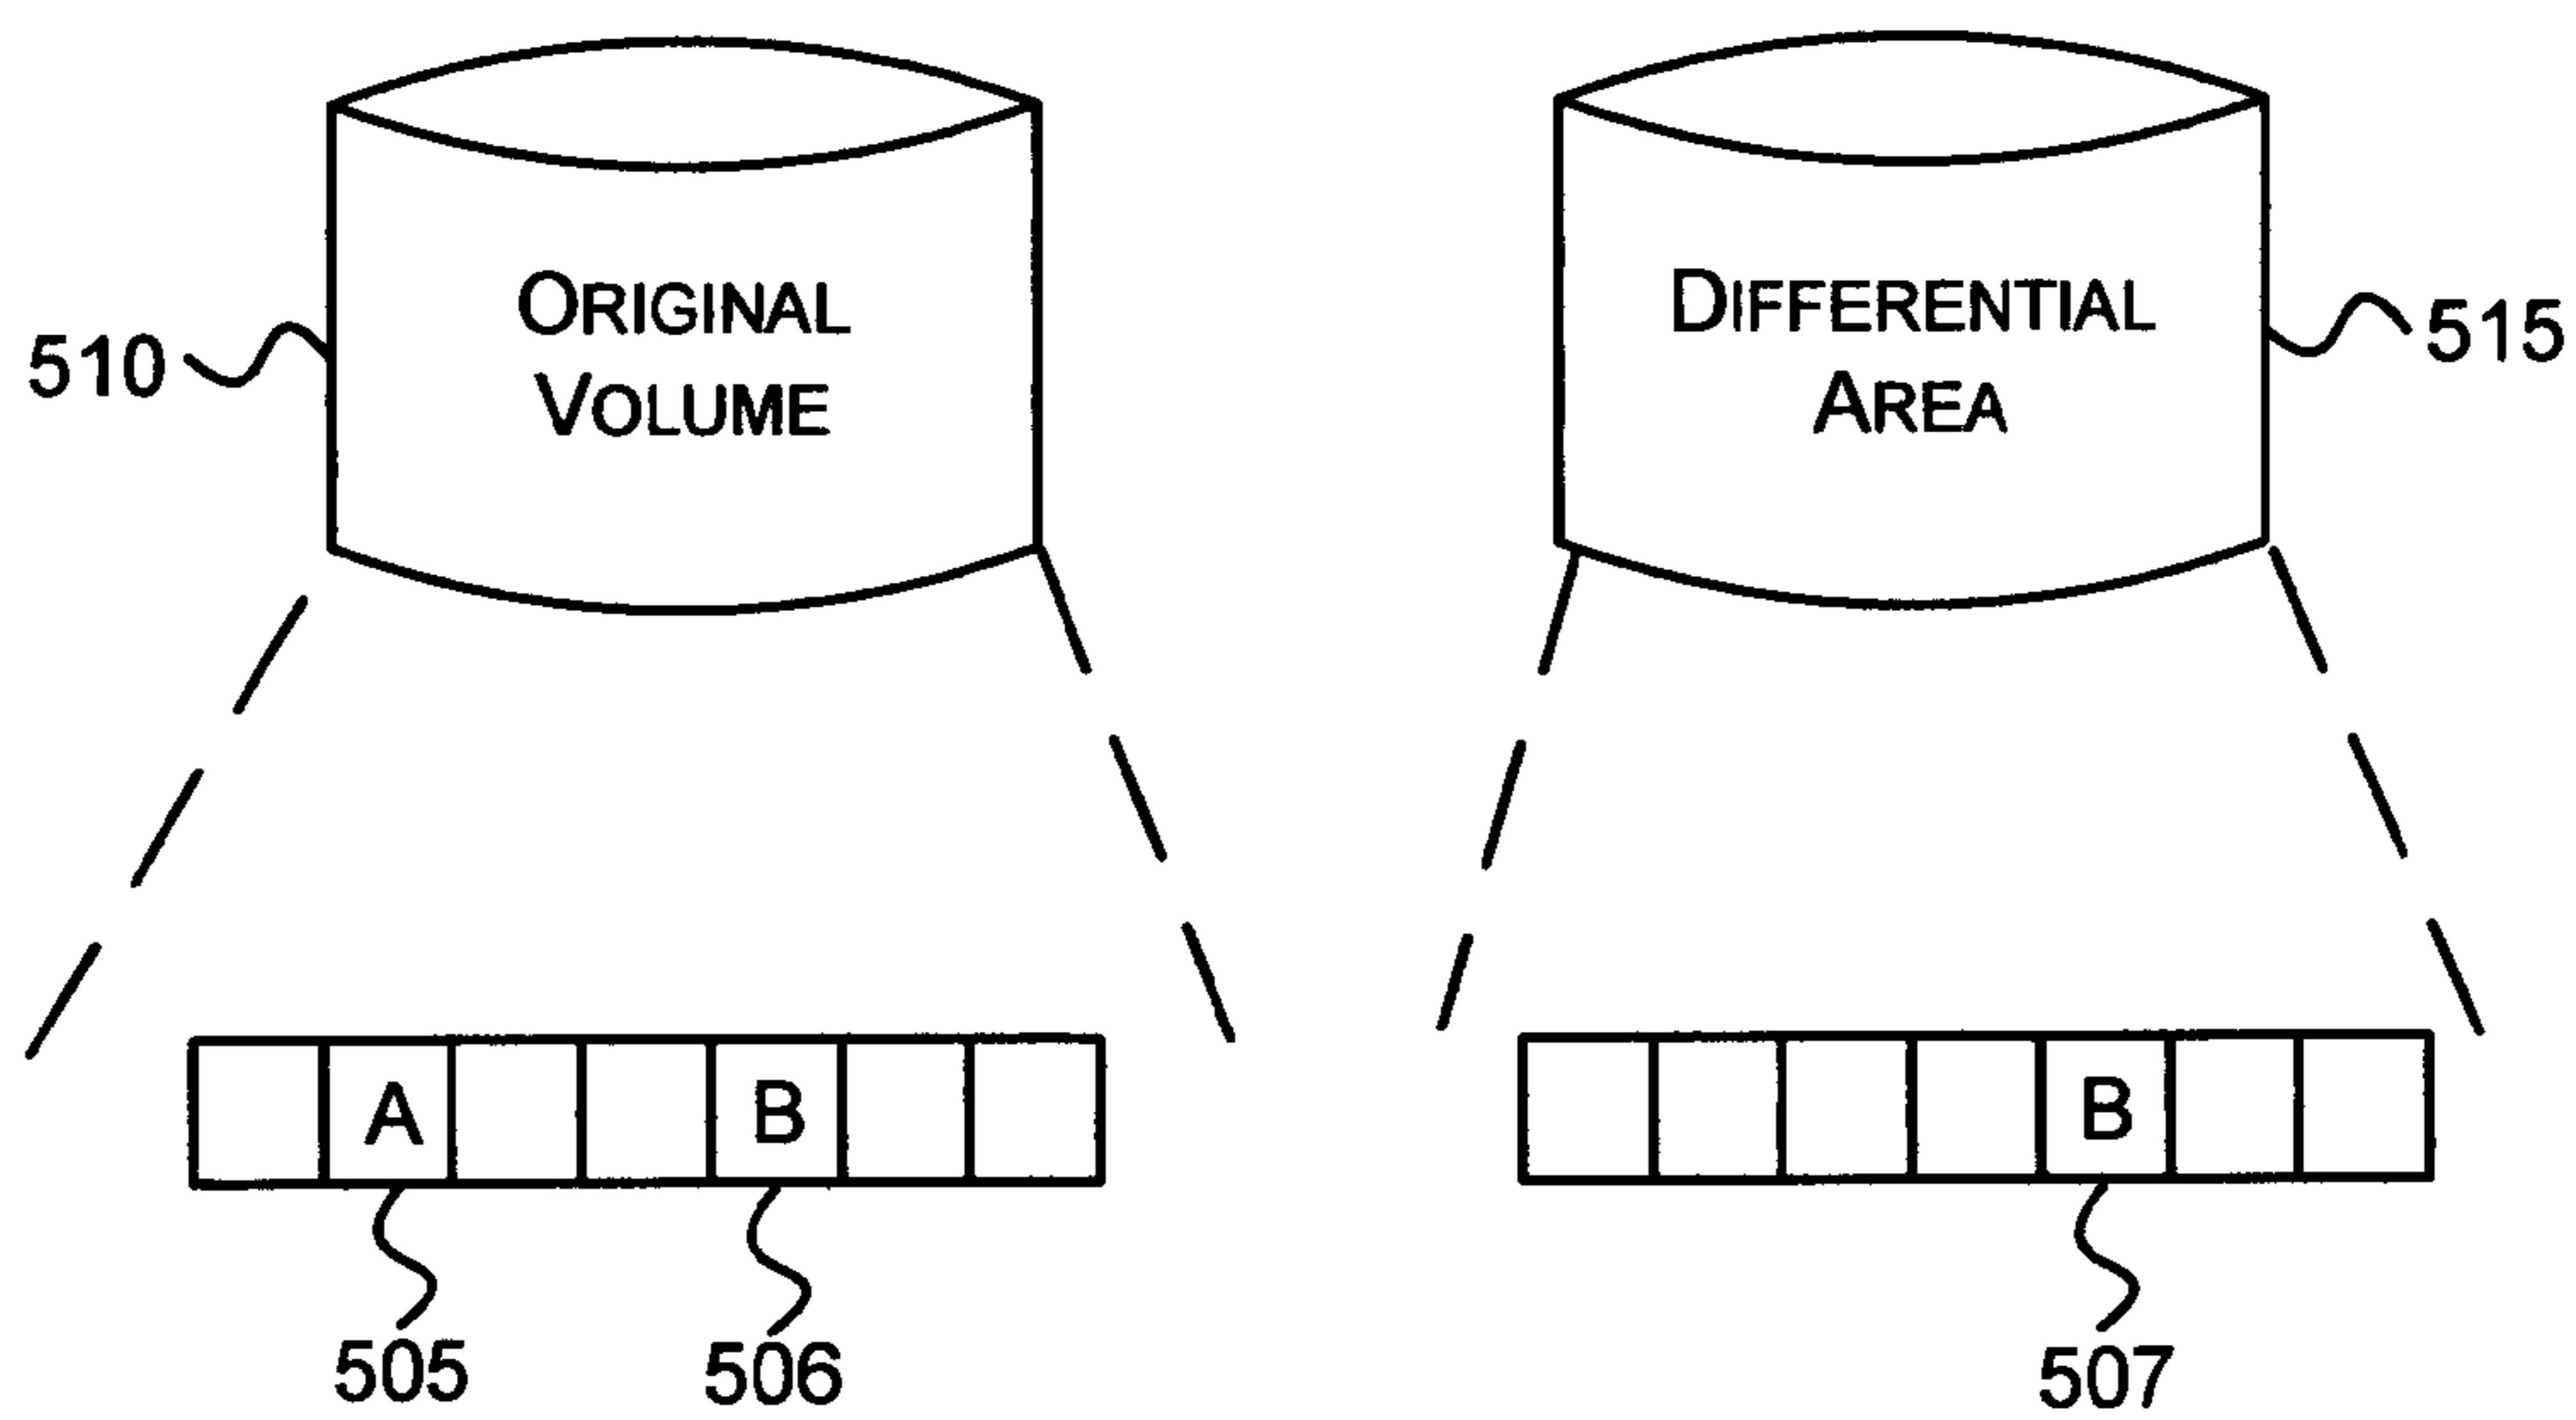 ORIGINAL
VOLUME
510
DIFFERENTIAL
AREA
515
A
B
505
506
B
507